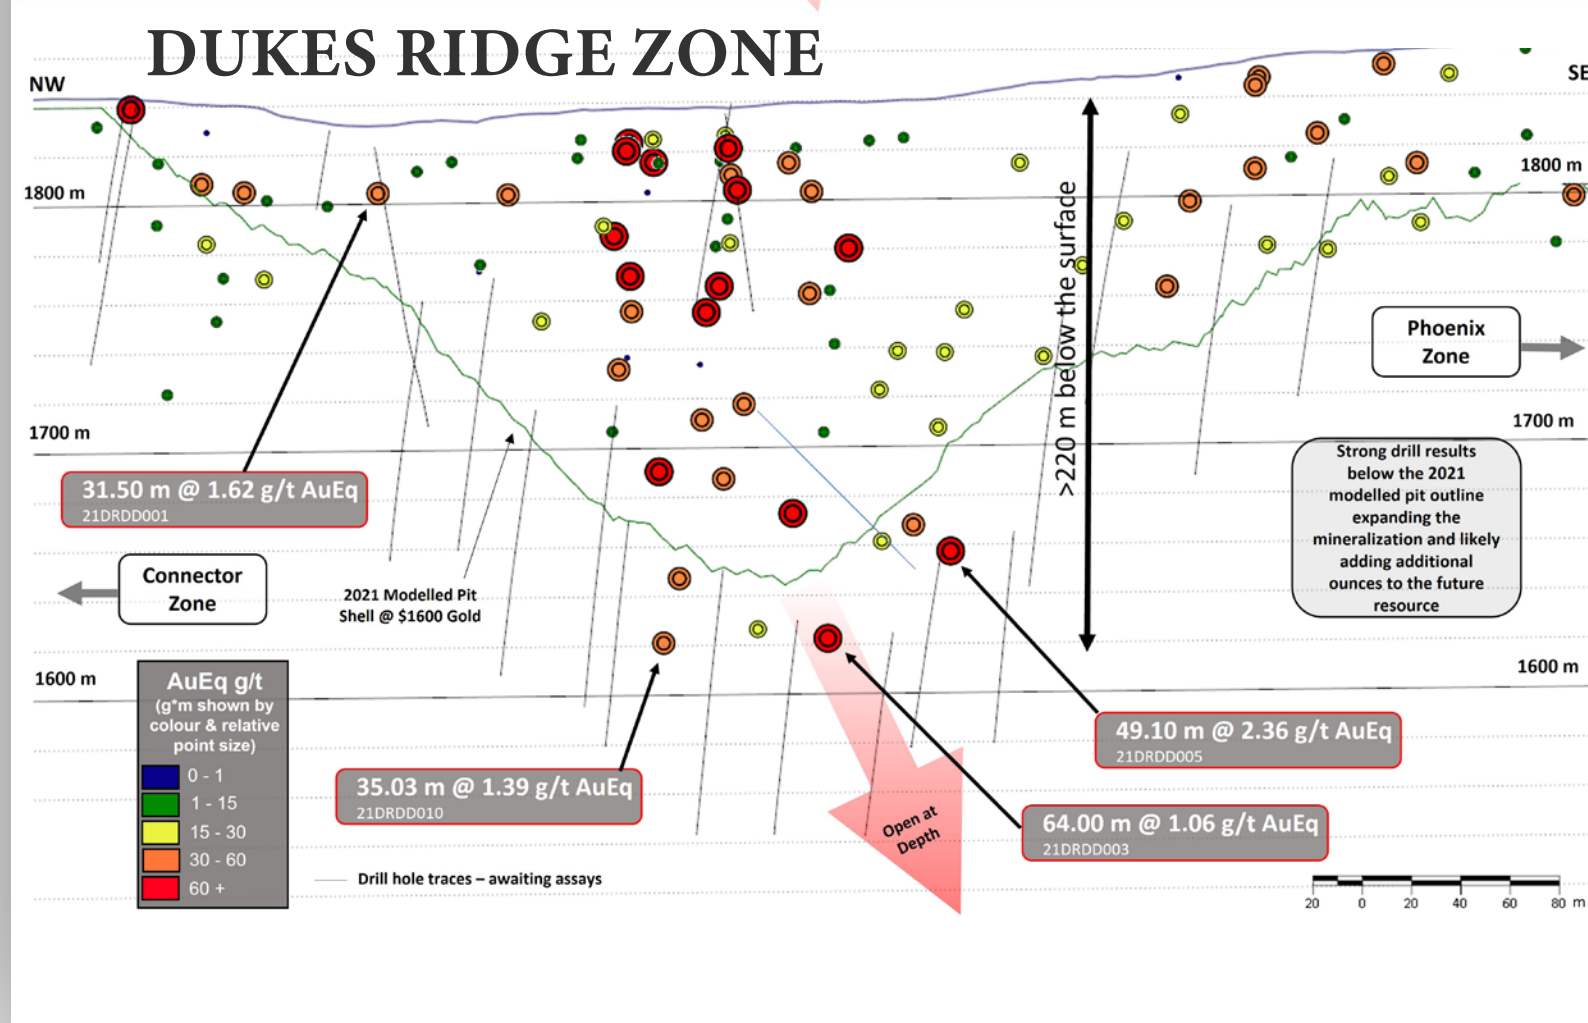 DUKES RIDGE ZONE
NW
SE
1800 m
1800 m
>220 m below the surface
Phoenix
Zone
1700 m
1700 m
Strong drill results
below the 2021
modelled pit outline
expanding the
mineralization and likely
adding additional
ounces to the future
resource
31.50 m @ 1.62 g/t AuEq
21DRDD001
Connector
Zone
2021 Modelled Pit
Shell @ $1600 Gold
1600 m
1600 m
AuEq g/t
(g*m shown by
colour & relative
point size)
0 - 1
1 - 15
15 - 30
30 - 60
60 +
49.10 m @ 2.36 g/t AuEq
21DRDD005
35.03 m @ 1.39 g/t AuEq
21DRDD010
Open at
Depth
64.00 m @ 1.06 g/t AuEq
21DRDD003
Drill hole traces – awaiting assays
20 0 20 40 60 80 m